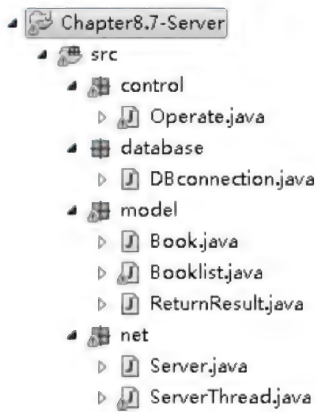 Chapter8.7-Server
src
control
Operate.java
database
DBconnection.java
model
Book.java
Booklist.java
ReturnResult.java
net
Server.java
ServerThread.java